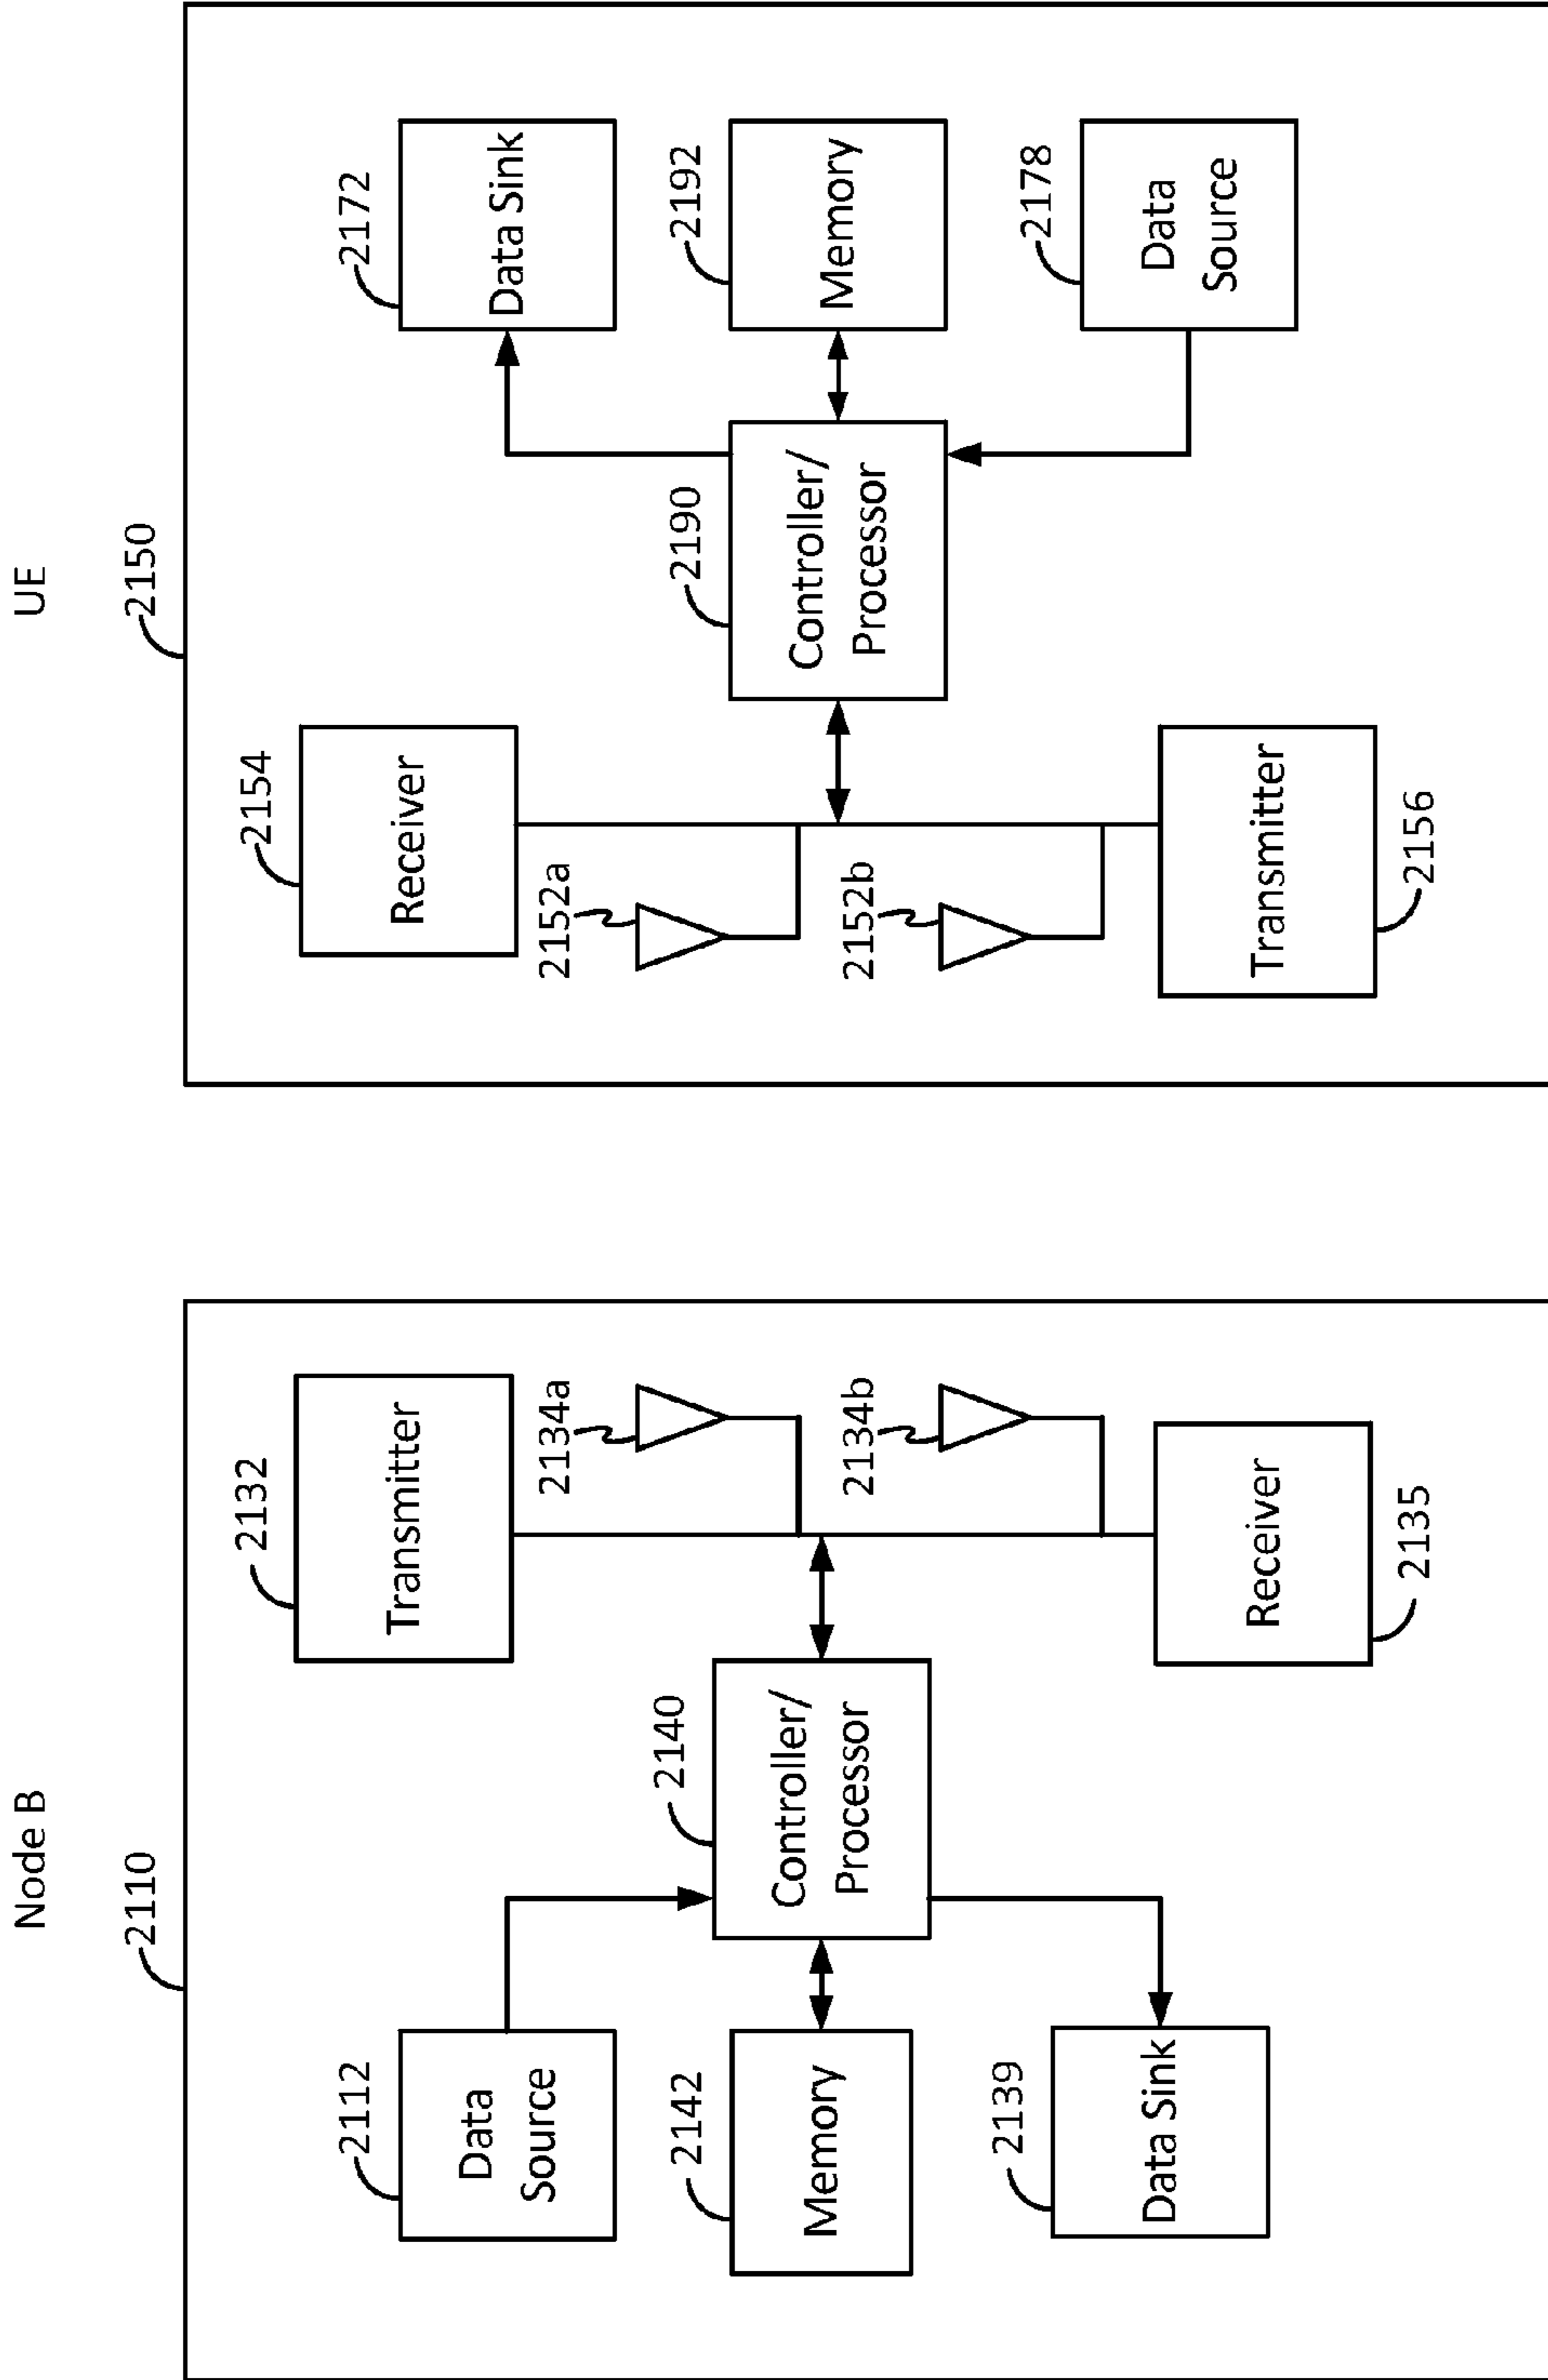 Node B
2110
2112
Data
Source
2142
Memory
2139
Data Sink
2140
Controller/
Processor
2132
Transmitter
2134a
2134b
Receiver
2135
UE
2150
2154
Receiver
2152a
2152b
Transmitter
2156
2190
Controller/
Processor
2172
Data Sink
2192
Memory
2178
Data
Source